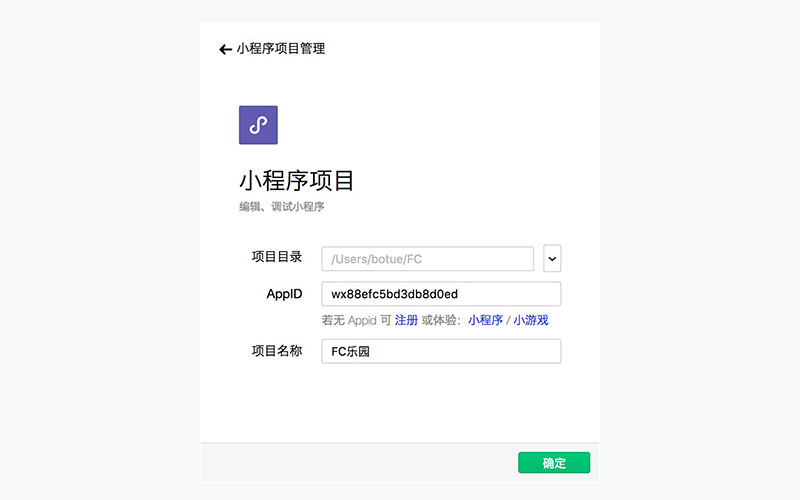 小程序项目管理
小程序项目
编辑、调试小程序
项目目录 /Users/botue/FC
AppID wx88efc5bd3db8d0ed
若无 Appid 可 注册 或体验：小程序 / 小游戏
项目名称 FC乐园
确定